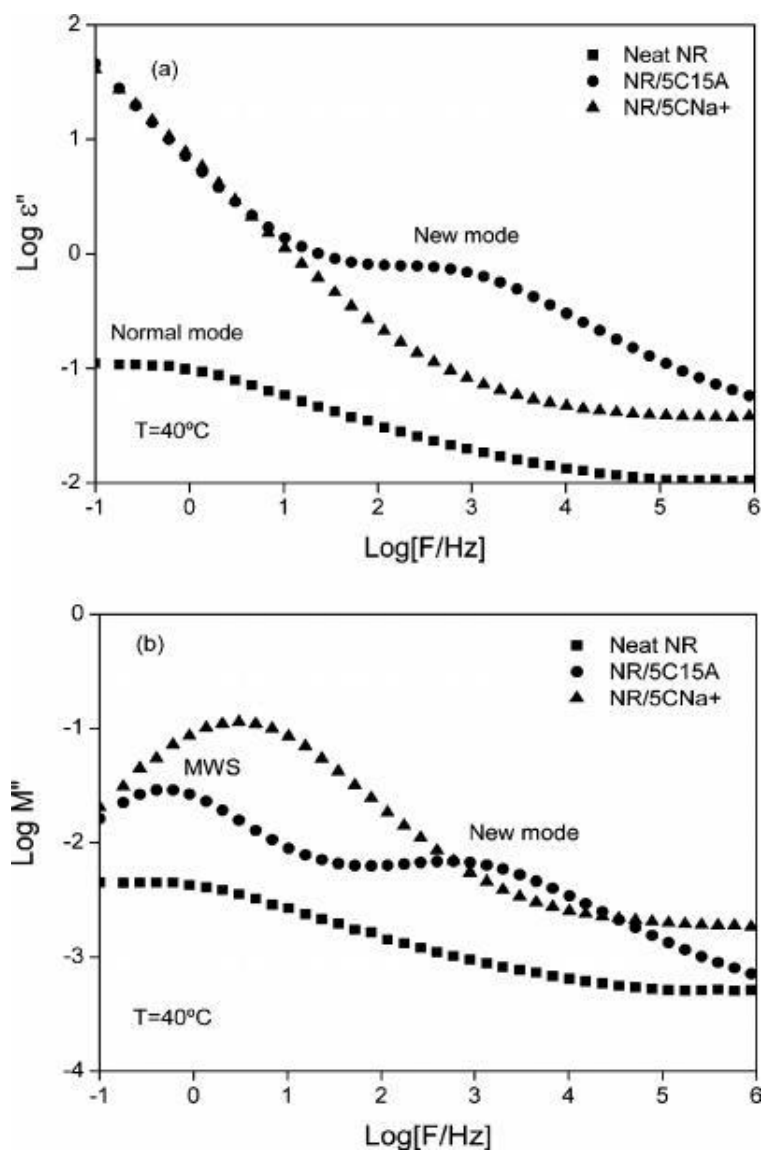 (a)
Neat NR
NR/5C15A
NR/5CNa+
New mode
Normal mode
T=40ºC
Log ε"
2
1
0
-1
-2
-1 0 1 2 3 4 5 6
Log[F/Hz]
(b)
Neat NR
NR/5C15A
NR/5CNa+
MWS
New mode
T=40ºC
Log M"
0
-1
-2
-3
-4
-1 0 1 2 3 4 5 6
Log[F/Hz]